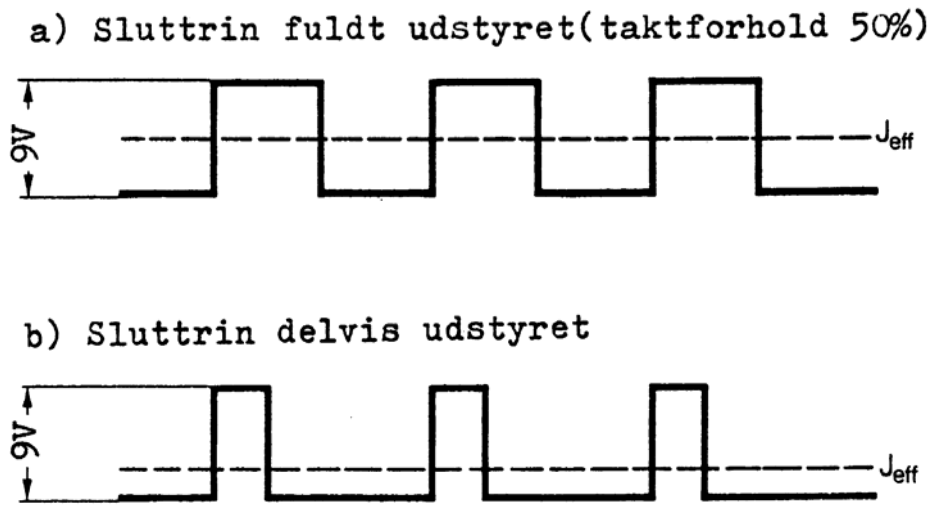 a) Sluttrin fuldt udstyret(taktforhold 50%)
9V
Jeff
b) Sluttrin delvis udstyret
9V
Jeff